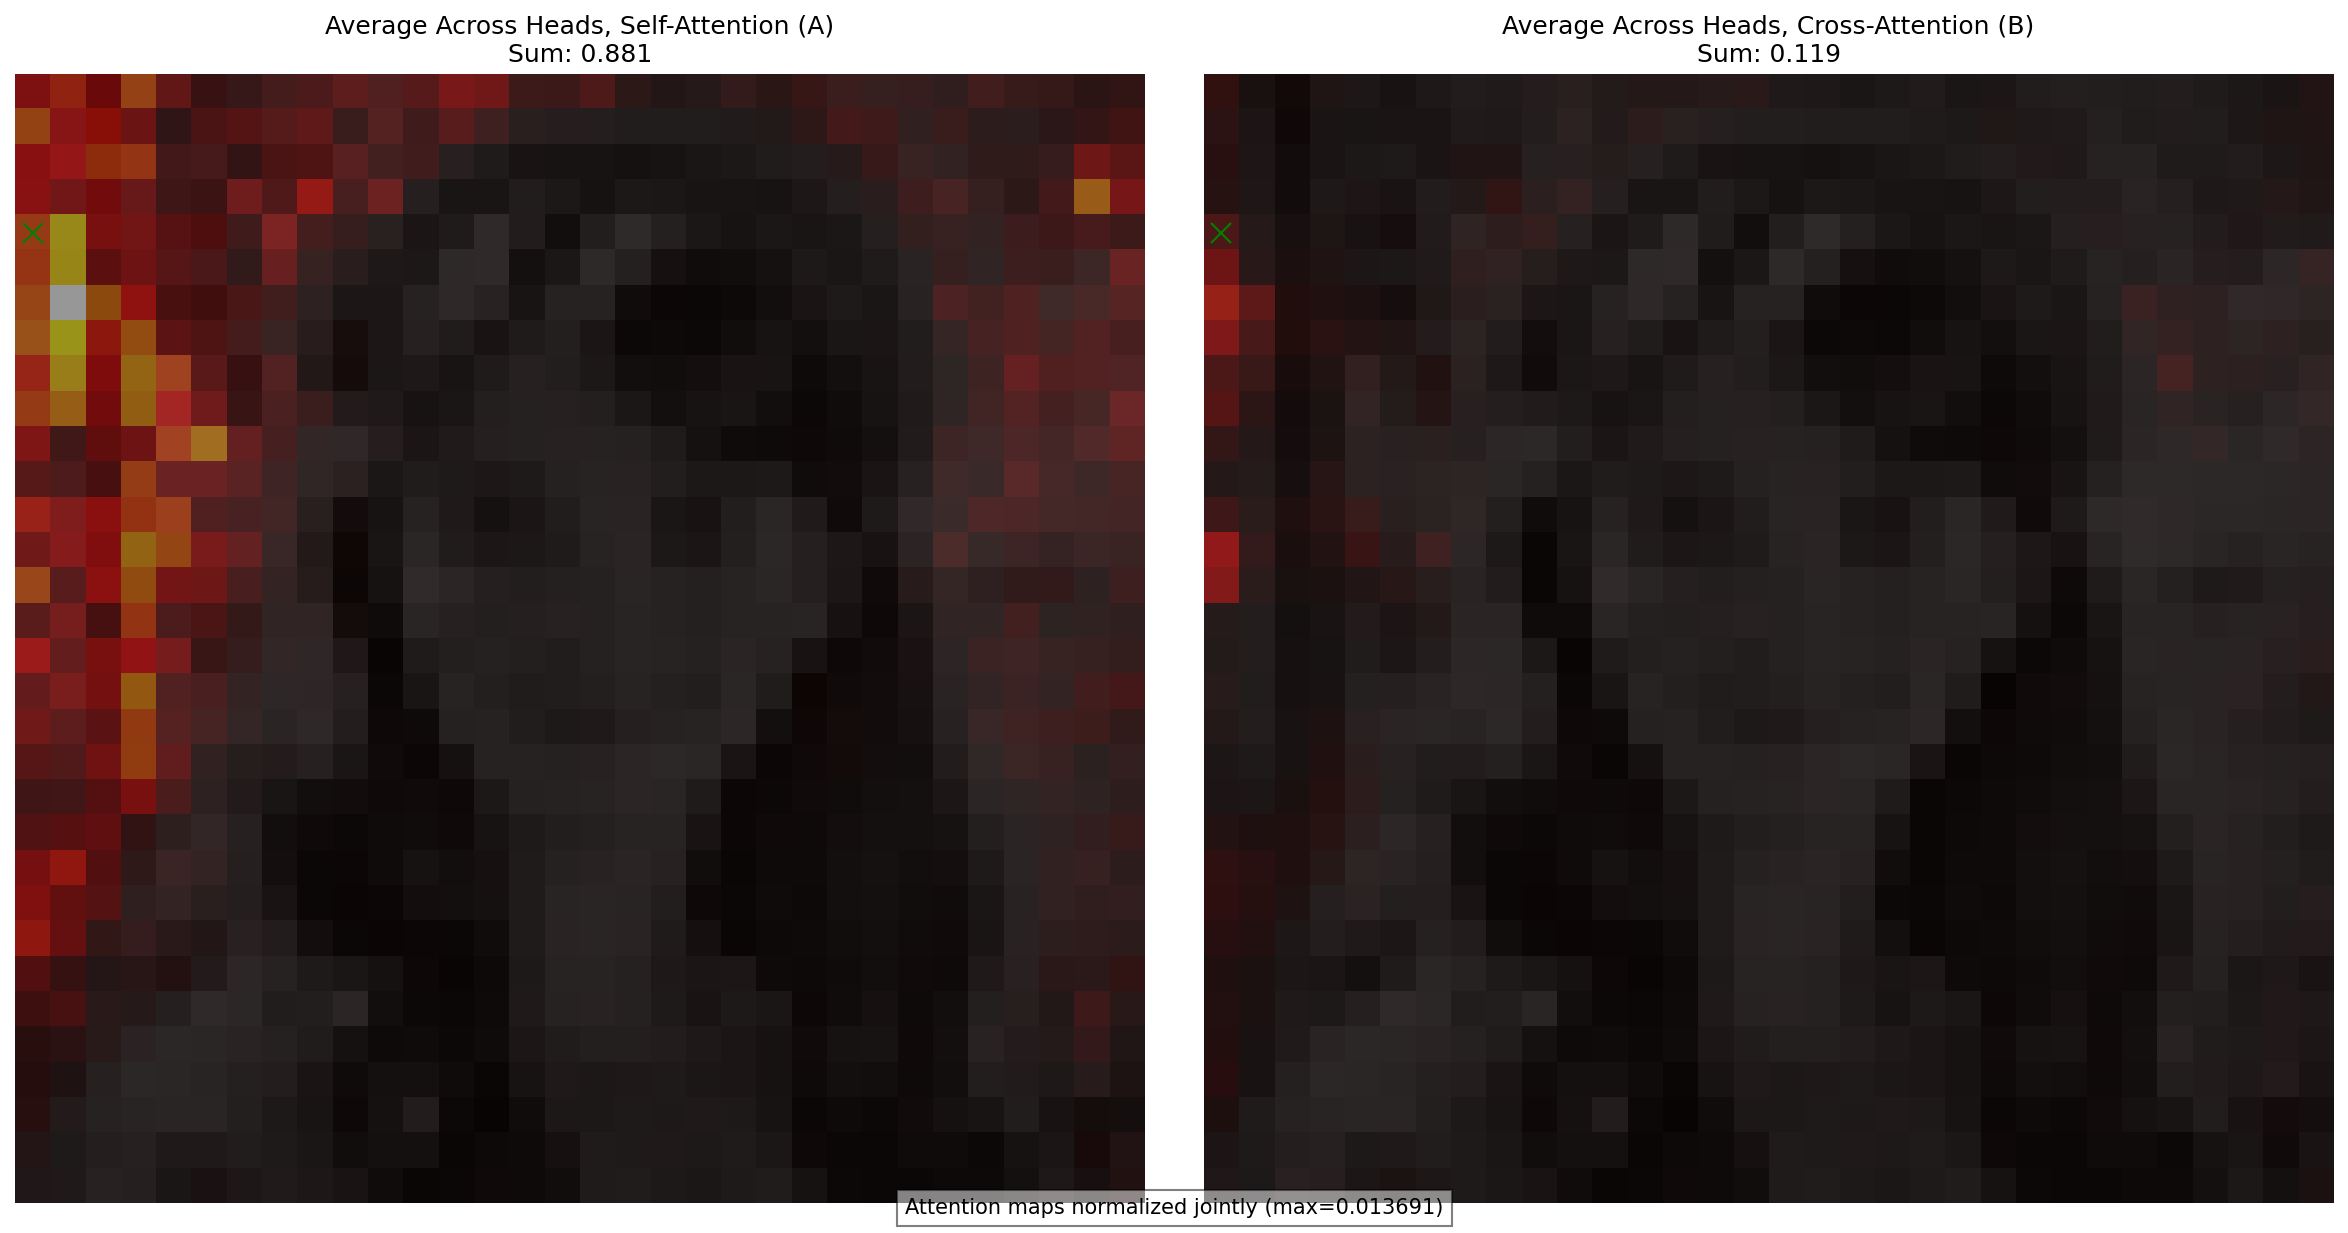 Average Across Heads, Self-Attention (A)
Sum: 0.881
Average Across Heads, Cross-Attention (B)
Sum: 0.119
Attention maps normalized jointly (max=0.013691)